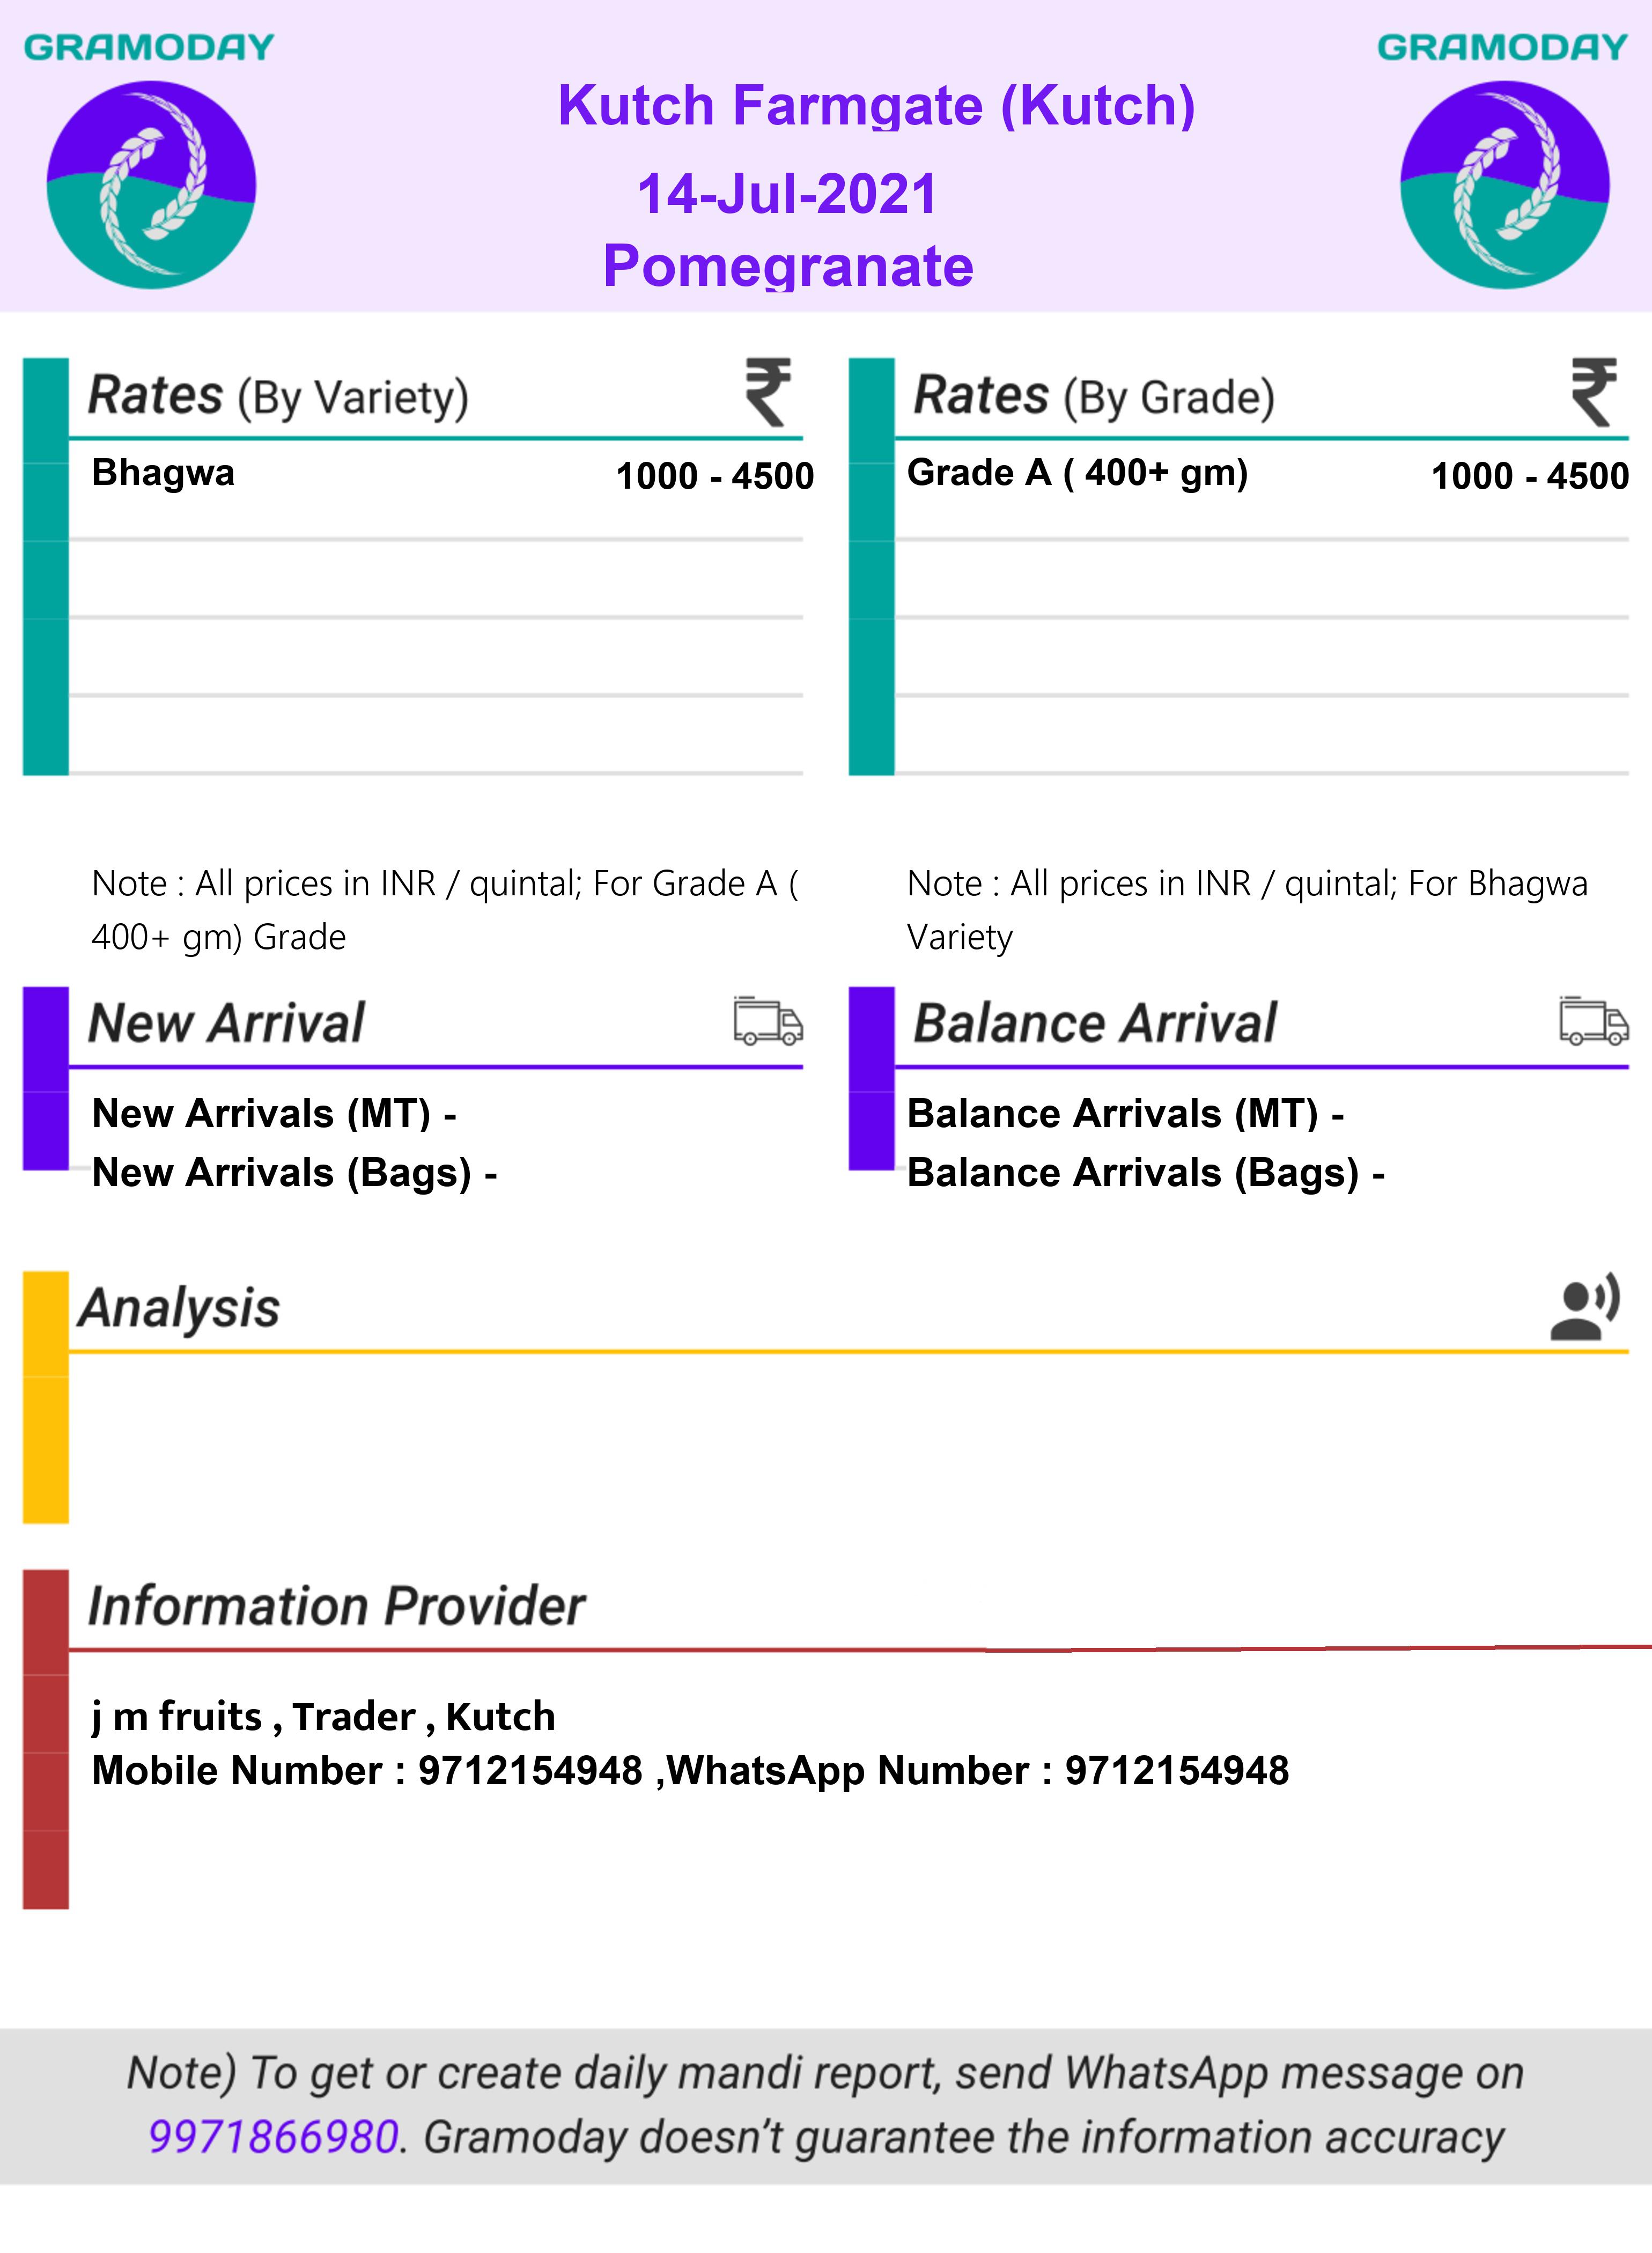 GRAMODAY
GRAMODAY
Kutch Farmgate (Kutch)
14-Jul-2021
Pomegranate
Rates (By Variety) ₹
Bhagwa 1000 - 4500
Note : All prices in INR / quintal; For Grade A (
400+ gm) Grade
Rates (By Grade) ₹
Grade A ( 400+ gm) 1000 - 4500
Note : All prices in INR / quintal; For Bhagwa
Variety
New Arrival
New Arrivals (MT) -
New Arrivals (Bags) -
Balance Arrival
Balance Arrivals (MT) -
Balance Arrivals (Bags) -
Analysis
Information Provider
j m fruits , Trader , Kutch
Mobile Number : 9712154948 ,WhatsApp Number : 9712154948
Note) To get or create daily mandi report, send WhatsApp message on
9971866980. Gramoday doesn't guarantee the information accuracy